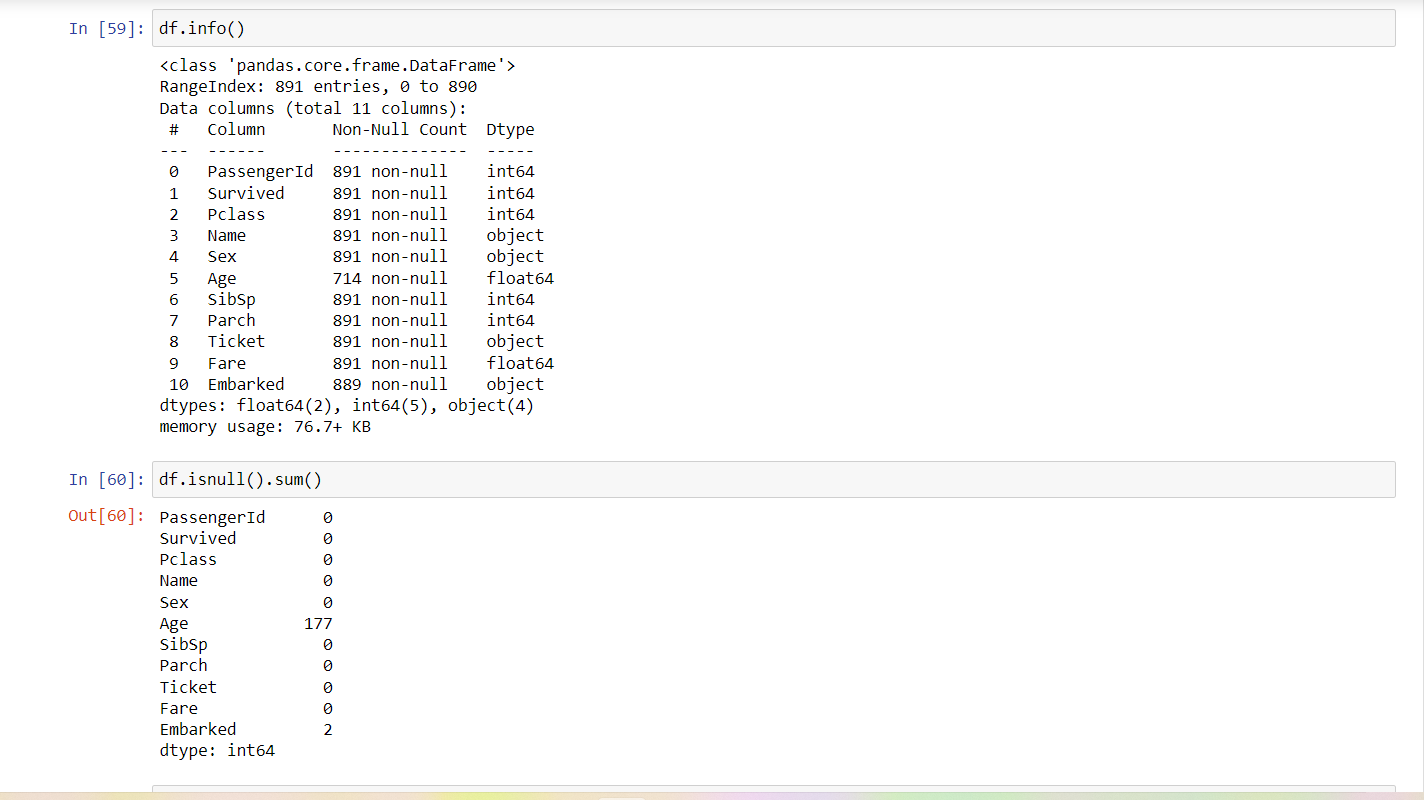 In [59]: df.info()
<class 'pandas.core.frame.DataFrame'>
RangeIndex: 891 entries, 0 to 890
Data columns (total 11 columns):
 #   Column       Non-Null Count  Dtype
---  ------       --------------  -----
 0   PassengerId  891 non-null    int64
 1   Survived     891 non-null    int64
 2   Pclass       891 non-null    int64
 3   Name         891 non-null    object
 4   Sex          891 non-null    object
 5   Age          714 non-null    float64
 6   SibSp        891 non-null    int64
 7   Parch        891 non-null    int64
 8   Ticket       891 non-null    object
 9   Fare         891 non-null    float64
 10  Embarked     889 non-null    object
dtypes: float64(2), int64(5), object(4)
memory usage: 76.7+ KB
In [60]: df.isnull().sum()
Out[60]: PassengerId      0
Survived         0
Pclass           0
Name             0
Sex              0
Age            177
SibSp            0
Parch            0
Ticket           0
Fare             0
Embarked         2
dtype: int64